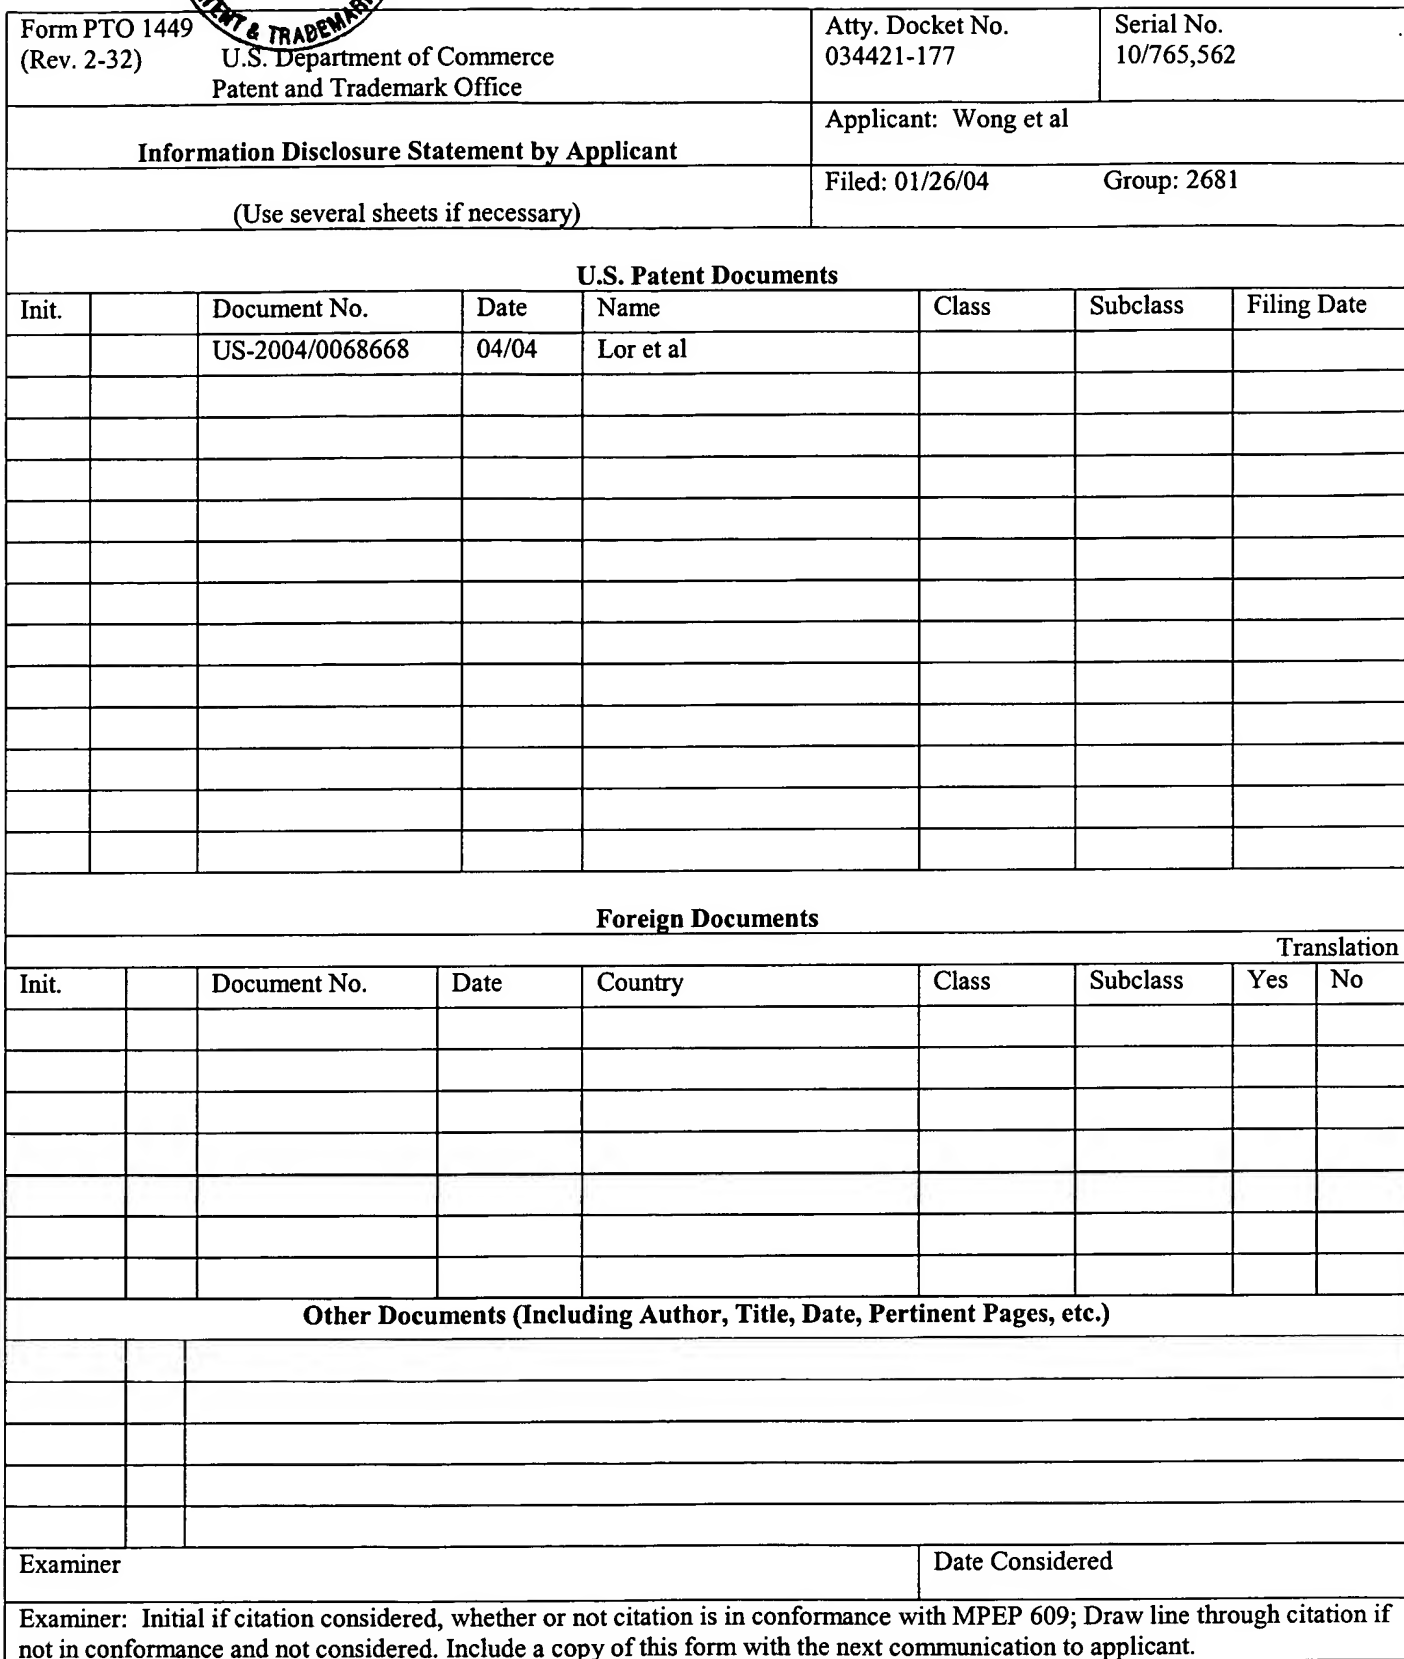 TENT & TRADEMARK
Form PTO 1449
(Rev. 2-32)
U.S. Department of Commerce
Patent and Trademark Office
Atty. Docket No.
034421-177
Serial No.
10/765,562
Information Disclosure Statement by Applicant
Applicant: Wong et al
(Use several sheets if necessary)
Filed: 01/26/04 Group: 2681
U.S. Patent Documents
Init. Document No. Date Name Class Subclass Filing Date
US-2004/0068668 04/04 Lor et al
Foreign Documents
Translation
Init. Document No. Date Country Class Subclass Yes No
Other Documents (Including Author, Title, Date, Pertinent Pages, etc.)
Examiner Date Considered
Examiner: Initial if citation considered, whether or not citation is in conformance with MPEP 609; Draw line through citation if
not in conformance and not considered. Include a copy of this form with the next communication to applicant.